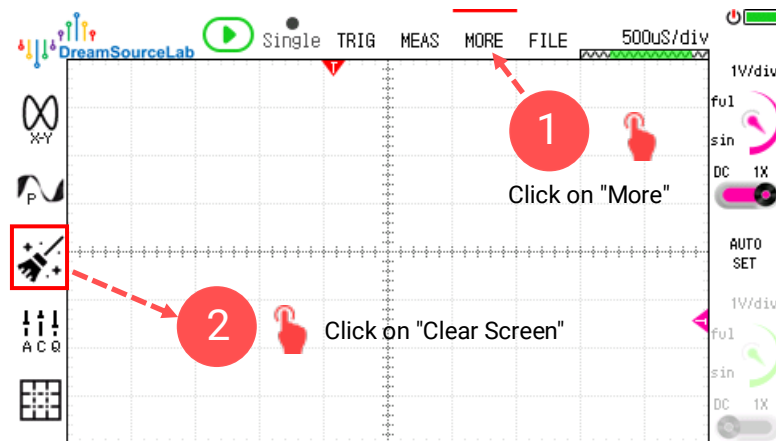 DreamSourceLab
Single TRIG MEAS MORE FILE 500uS/div
T
1V/div
ful
sin
DC 1X
X-Y
1
Click on "More"
P
AUTO
SET
2
Click on "Clear Screen"
1V/div
ful
sin
DC 1X
T
ACQ